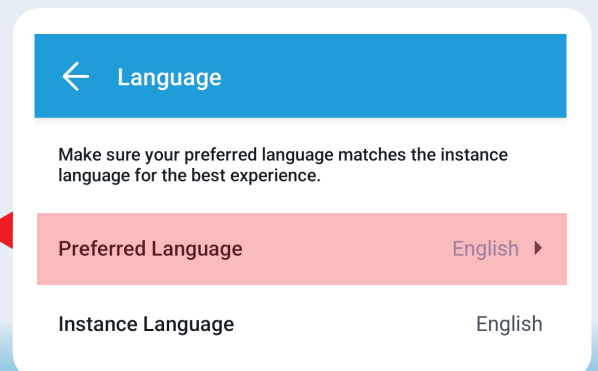 Language
Make sure your preferred language matches the instance
language for the best experience.
Preferred Language English
Instance Language English